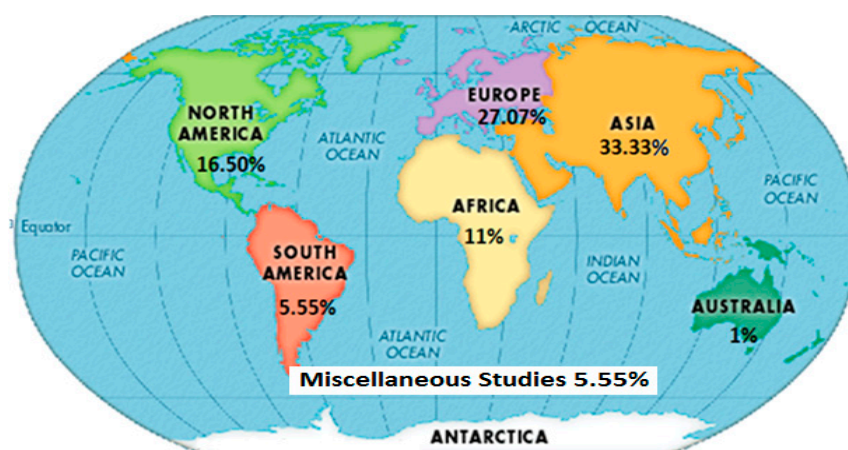 ARCTIC OCEAN
NORTH
AMERICA
16.50%
EUROPE
27.07%
ASIA
33.33%
ATLANTIC
OCEAN
PACIFIC
OCEAN
AFRICA
11%
Equator
PACIFIC
OCEAN
SOUTH
AMERICA
5.55%
INDIAN
OCEAN
AUSTRALIA
1%
ATLANTIC
OCEAN
Miscellaneous Studies 5.55%
ANTARCTICA